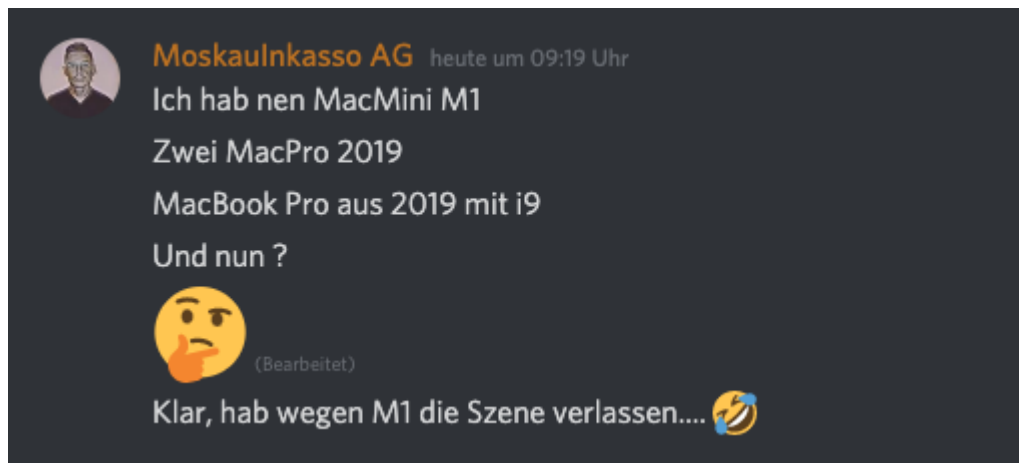 MoskauInkasso AG heute um 09:19 Uhr
Ich hab nen MacMini M1
Zwei MacPro 2019
MacBook Pro aus 2019 mit i9
Und nun ?
(Bearbeitet)
Klar, hab wegen M1 die Szene verlassen....